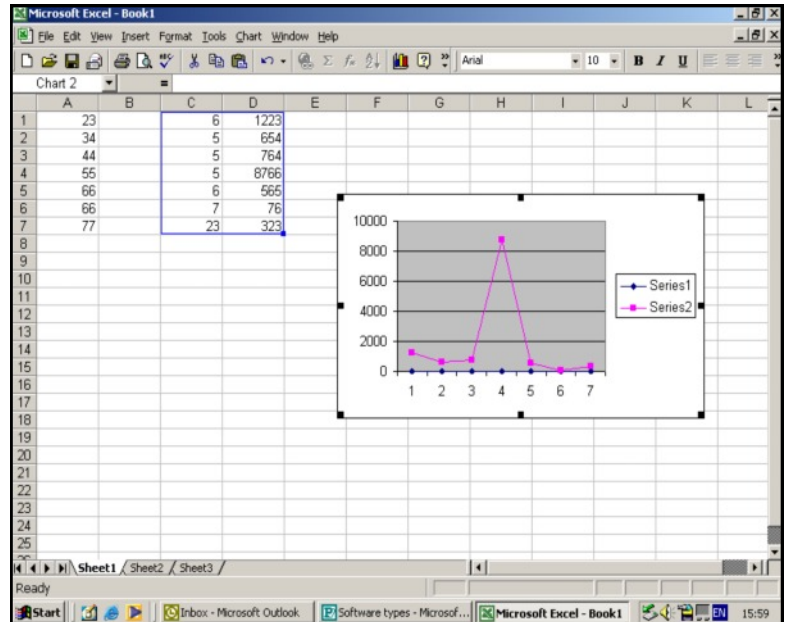 Microsoft Excel - Book1
File Edit View Insert Format Tools Chart Window Help
Arial 10 B I U
Chart 2 =
A B C D E F G H I J K L
1 23 6 1223
2 34 5 654
3 44 5 764
4 55 5 8766
5 66 6 565
6 66 7 76
7 77 23 323
8
9
10
11
12
13
14
15
16
17
18
19
20
21
22
23
24
25
10000
8000
6000
4000
2000
0
1 2 3 4 5 6 7
Series1
Series2
Sheet1 Sheet2 Sheet3
Ready
Start Inbox - Microsoft Outlook Software types - Microsof... Microsoft Excel - Book1 EN 15:59